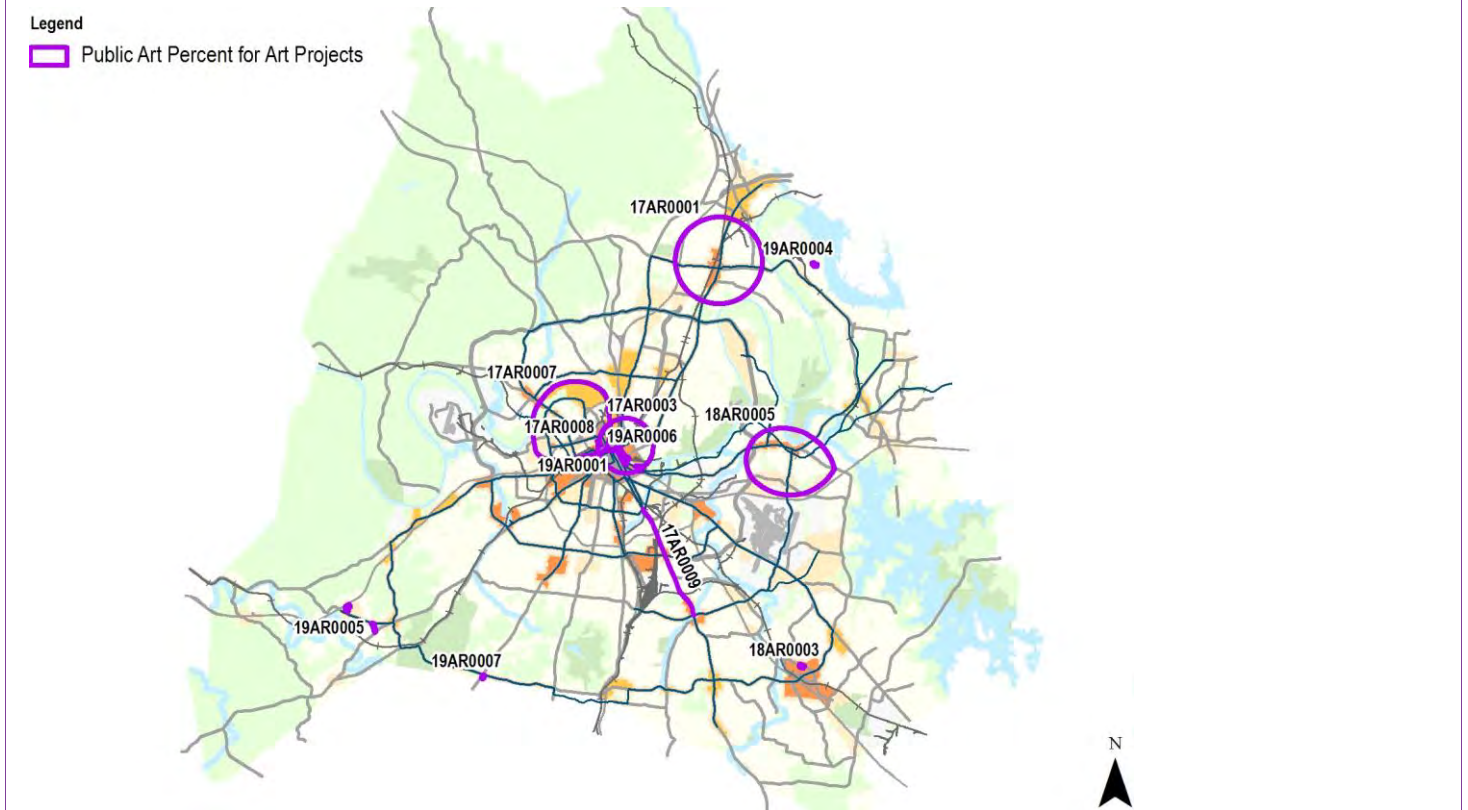 Legend
Public Art Percent for Art Projects
17AR0001
19AR0004
17AR0007
17AR0003
18AR0005
17AR0008
19AR0006
19AR0001
17AR0009
19AR0005
18AR0003
19AR0007
N